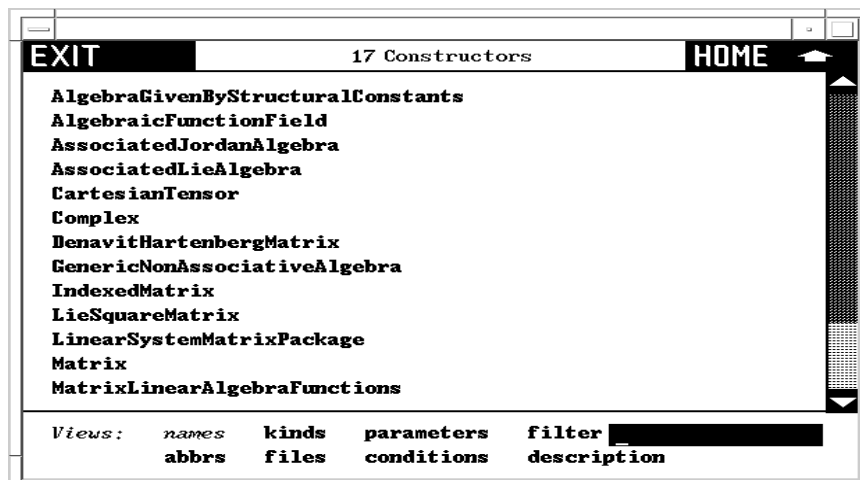 EXIT 17 Constructors HOME
AlgebraGivenByStructuralConstants
AlgebraicFunctionField
AssociatedJordanAlgebra
AssociatedLieAlgebra
CartesianTensor
Complex
DenavitHartenbergMatrix
GenericNonAssociativeAlgebra
IndexedMatrix
LieSquareMatrix
LinearSystemMatrixPackage
Matrix
MatrixLinearAlgebraFunctions
Views: names kinds parameters filter
abbrs files conditions description